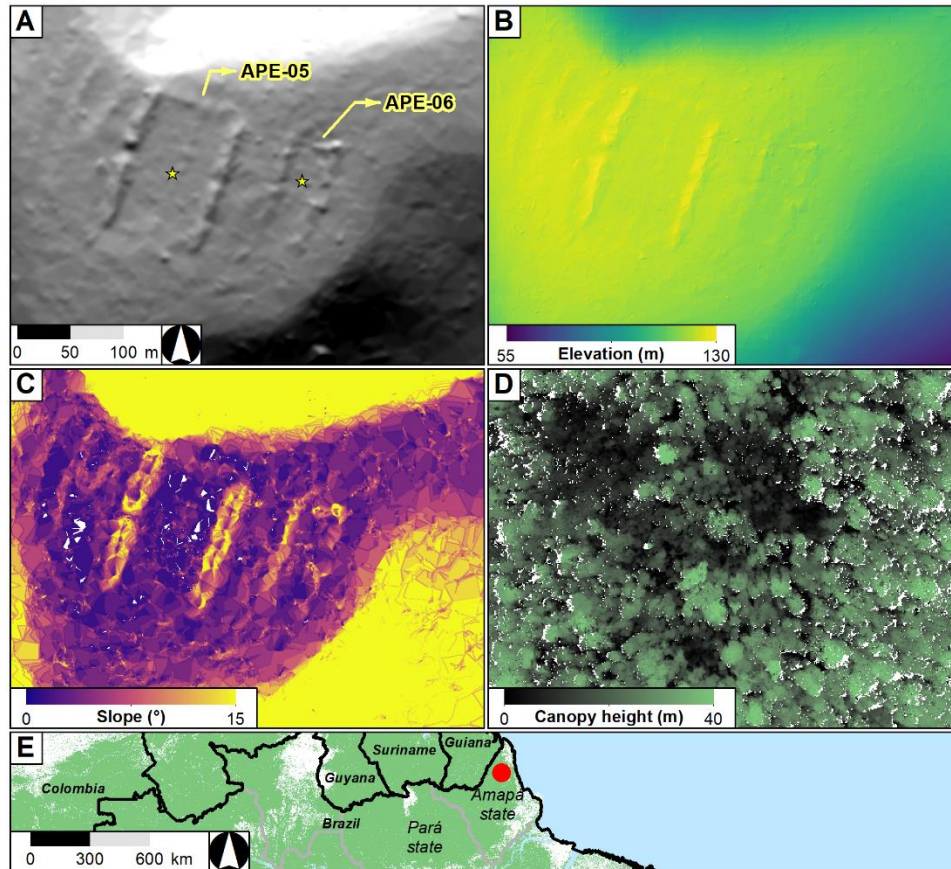 A
APE-05
APE-06
0 50 100 m
B
Elevation (m)
55 130
C
Slope (°)
0 15
D
Canopy height (m)
0 40
E
Colombia
Guyana
Suriname
Guiana
Brazil
Pará
state
Amapá
state
0 300 600 km